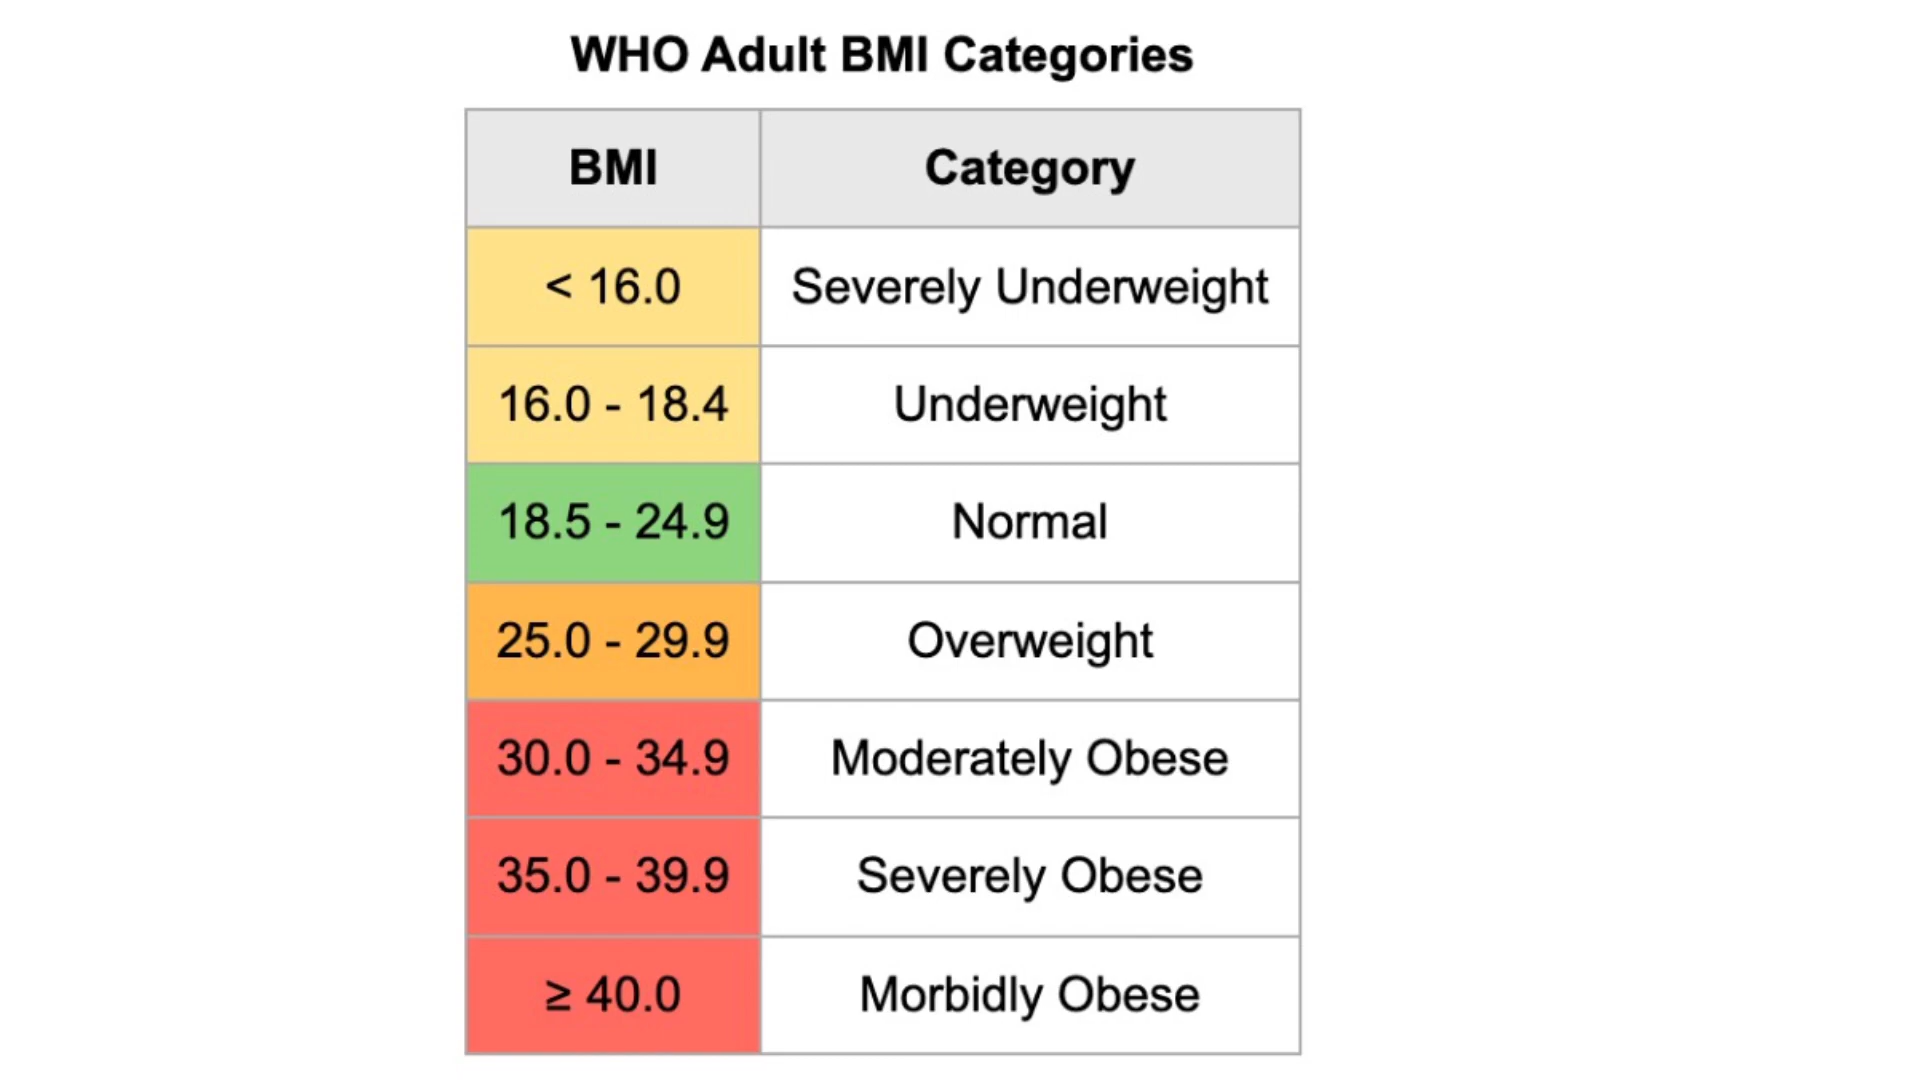 WHO Adult BMI Categories
BMI Category
< 16.0 Severely Underweight
16.0 - 18.4 Underweight
18.5 - 24.9 Normal
25.0 - 29.9 Overweight
30.0 - 34.9 Moderately Obese
35.0 - 39.9 Severely Obese
≥ 40.0 Morbidly Obese